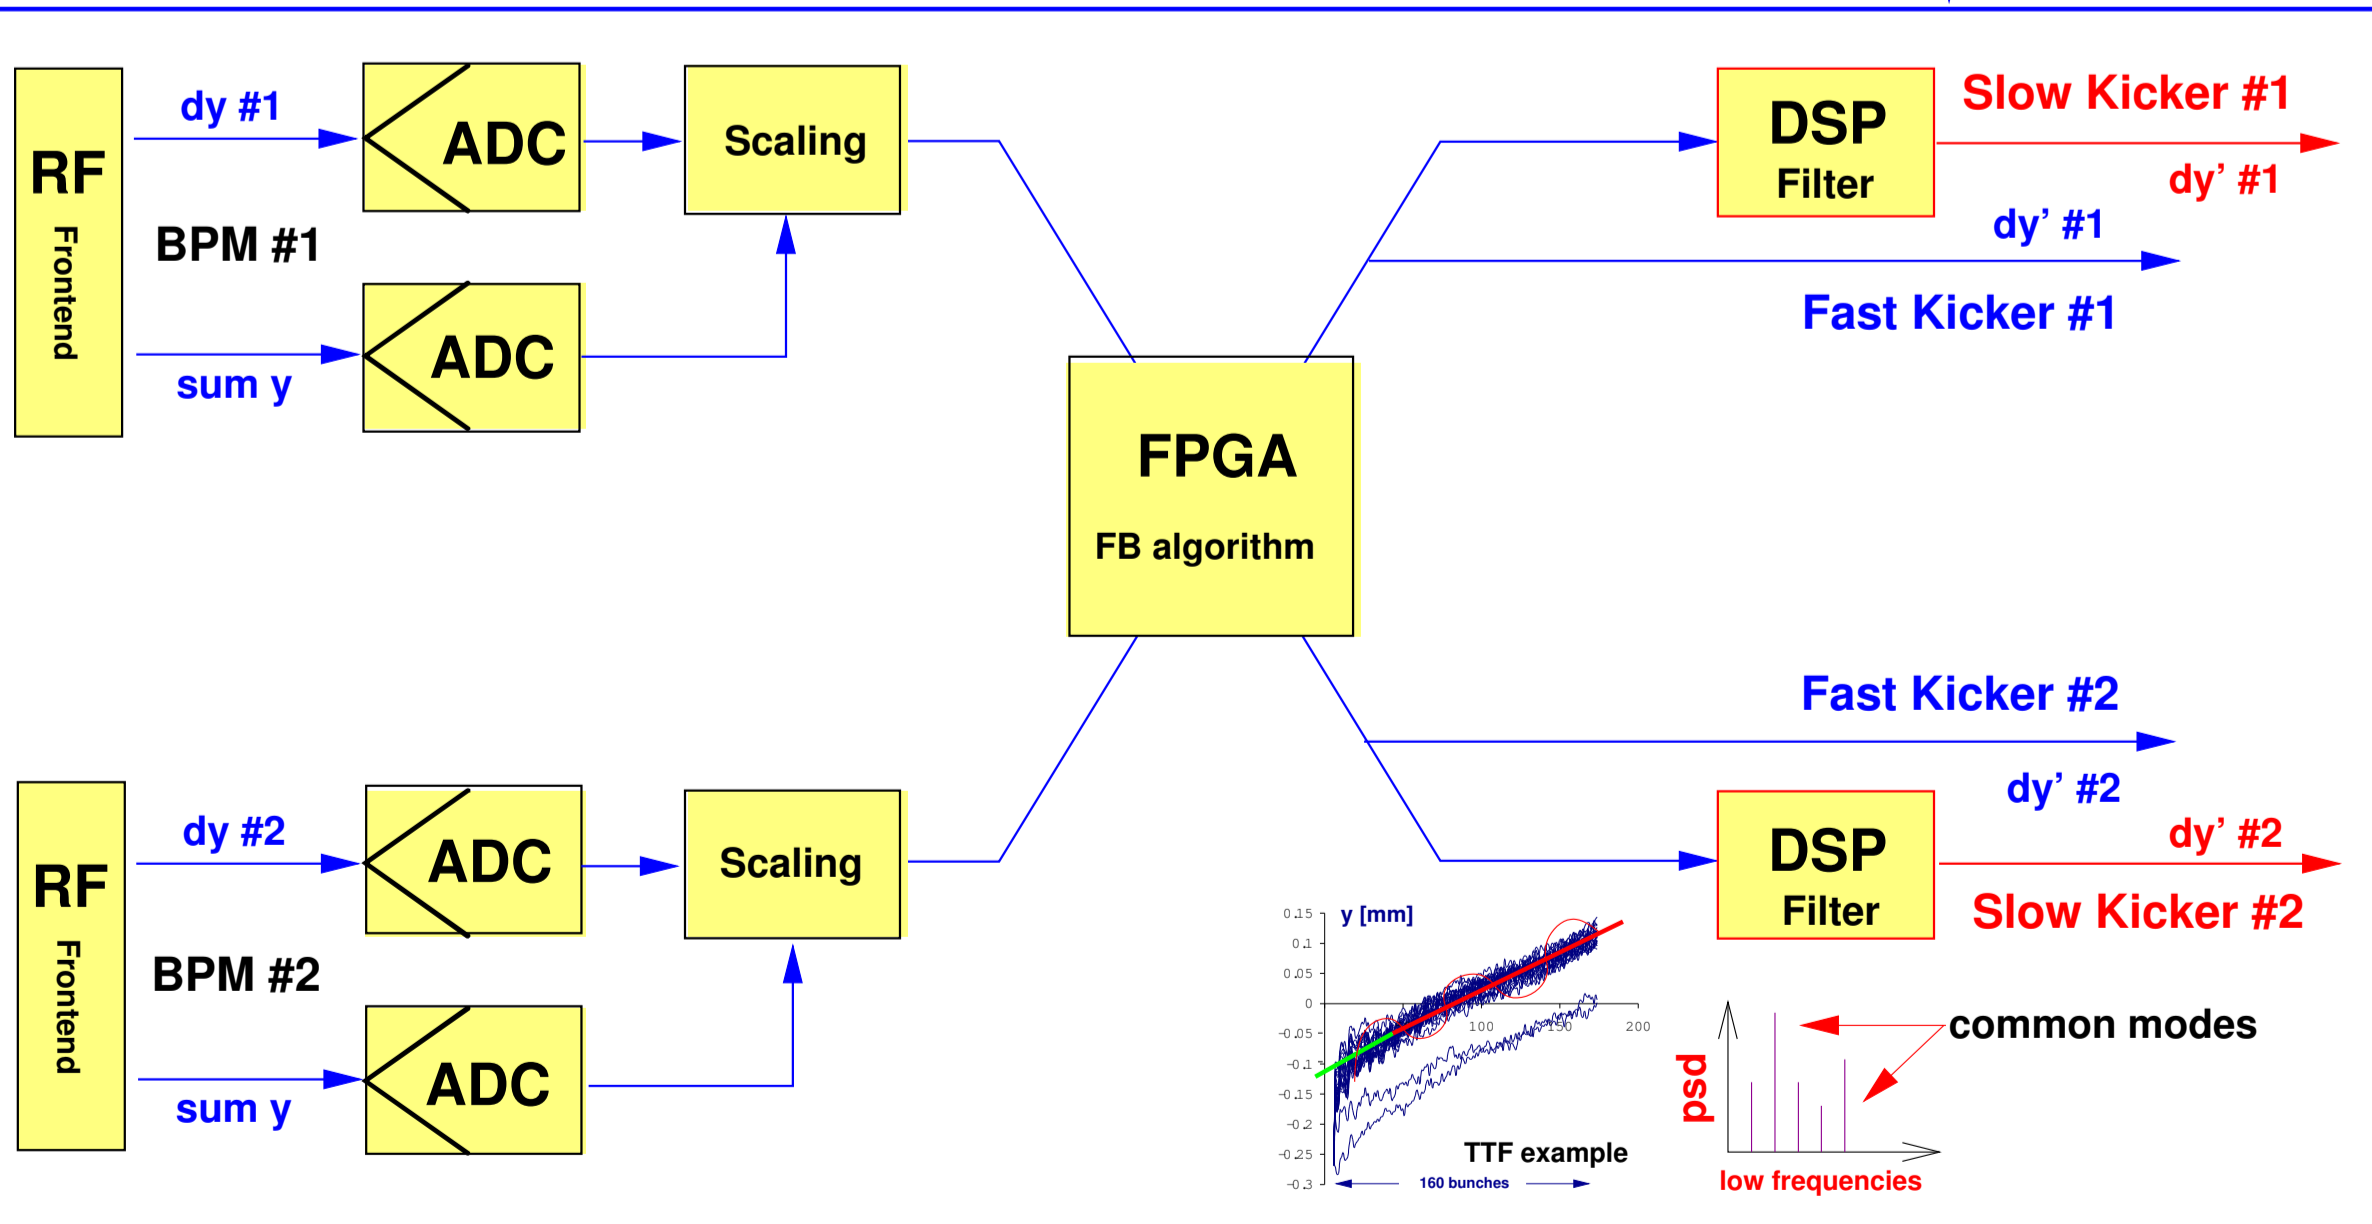 dy #1
ADC
Scaling
RF
Frontend
BPM #1
ADC
sum y
DSP
Filter
Slow Kicker #1
dy’ #1
dy’ #1
Fast Kicker #1
FPGA
FB algorithm
Fast Kicker #2
dy’ #2
dy #2
ADC
Scaling
RF
Frontend
BPM #2
ADC
sum y
DSP
Filter
dy’ #2
Slow Kicker #2
y [mm]
0.15
0.1
0.05
0
-0.05
-0.1
-0.15
-0.2
-0.25
-0.3
100
150
200
TTF example
160 bunches
common modes
psd
low frequencies